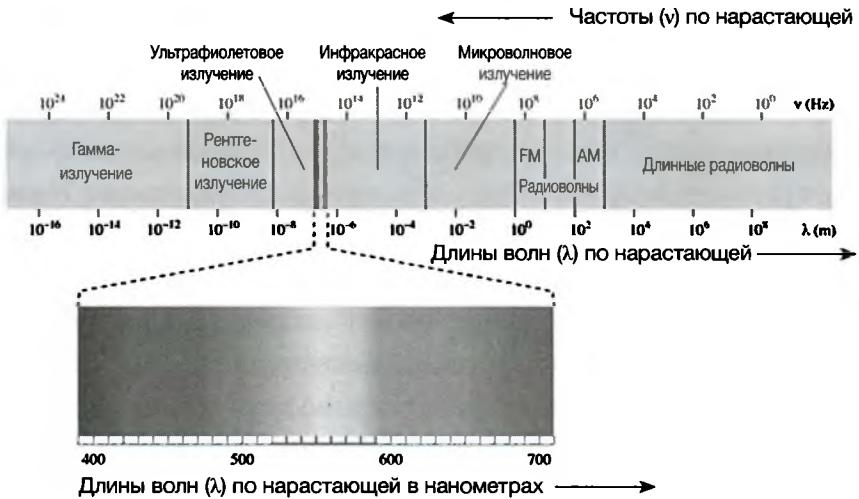 Частоты (ν) по нарастающей
Ультрафиолетовое излучение
Инфракрасное излучение
Микроволновое излучение
10²⁴ 10²² 10²⁰ 10¹⁸ 10¹⁶ 10¹⁴ 10¹² 10¹⁰ 10⁸ 10⁶ 10⁴ 10² 10⁰ ν (Hz)
Гамма-
излучение
Рентге-
новское
излучение
FM
AM
Радиоволны
Длинные радиоволны
10⁻¹⁶ 10⁻¹⁴ 10⁻¹² 10⁻¹⁰ 10⁻⁸ 10⁻⁶ 10⁻⁴ 10⁻² 10⁰ 10² 10⁴ 10⁶ 10⁸ λ (m)
Длины волн (λ) по нарастающей
400 500 600 700
Длины волн (λ) по нарастающей в нанометрах